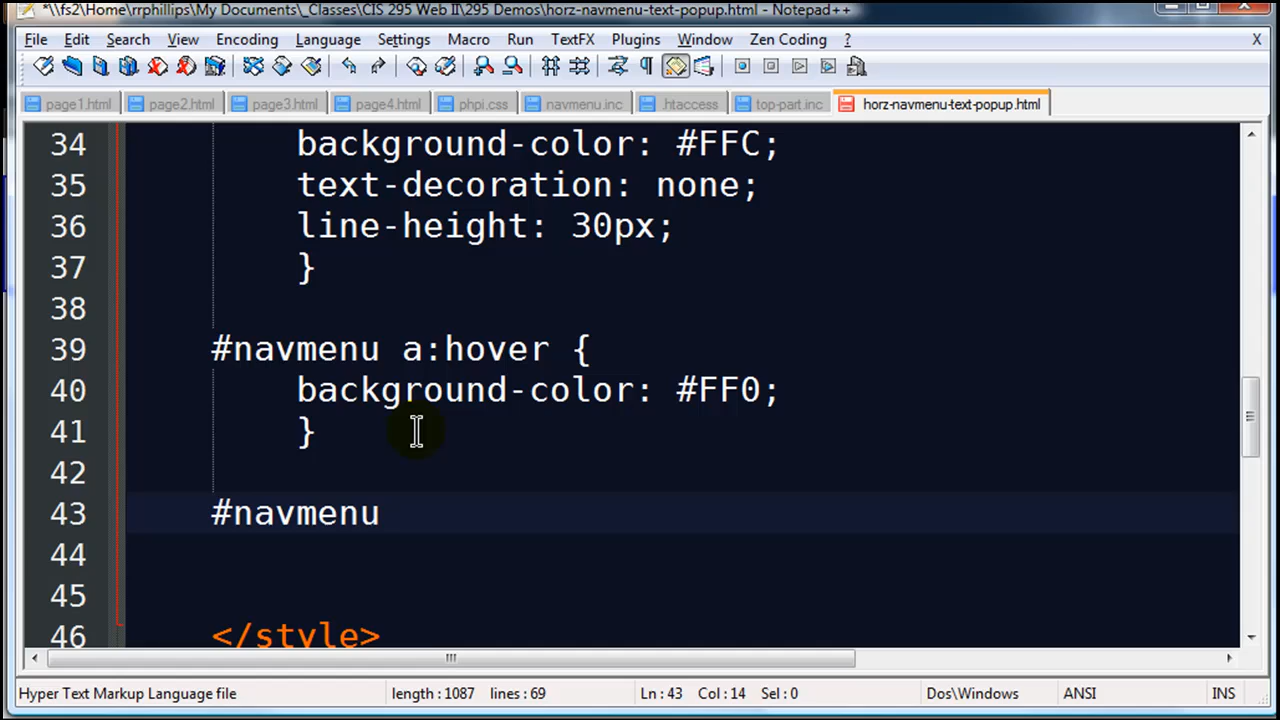 *\\fs2\Home\rrphillips\My Documents\_Classes\CIS 295 Web II\295 Demos\horz-navmenu-text-popup.html - Notepad++
File Edit Search View Encoding Language Settings Macro Run TextFX Plugins Window Zen Coding ? X
page1.html page2.html page3.html page4.html phpi.css navmenu.inc .htaccess top-part.inc horz-navmenu-text-popup.html
34 background-color: #FFC;
35 text-decoration: none;
36 line-height: 30px;
37 }
38
39 #navmenu a:hover {
40 background-color: #FF0;
41 }
42
43 #navmenu
44
45
46 </style>
Hyper Text Markup Language file length : 1087 lines : 69 Ln : 43 Col : 14 Sel : 0 Dos\Windows ANSI INS